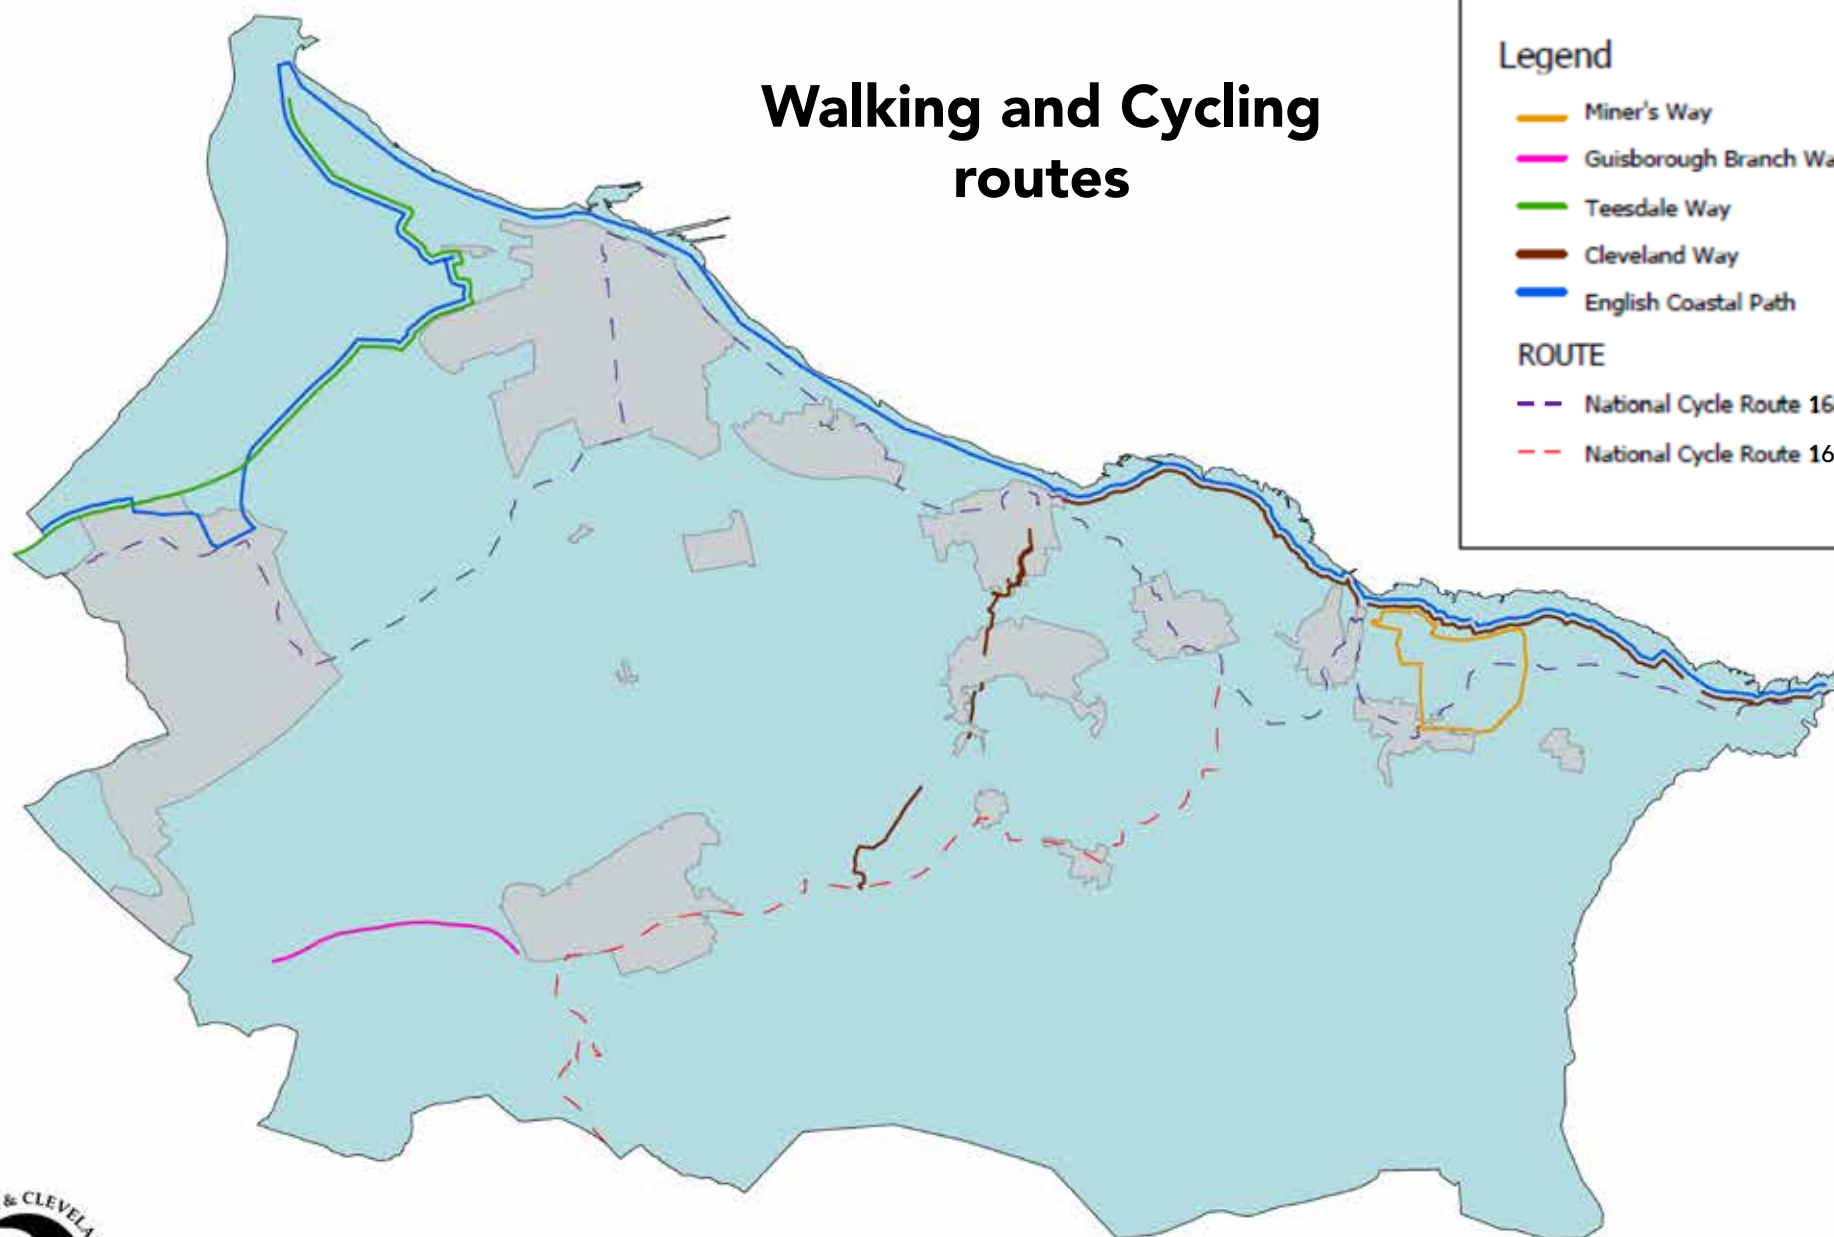 Walking and Cycling
routes
Legend
Miner's Way
Guisborough Branch Wa
Teesdale Way
Cleveland Way
English Coastal Path
ROUTE
National Cycle Route 16
National Cycle Route 16
& CLEVELA